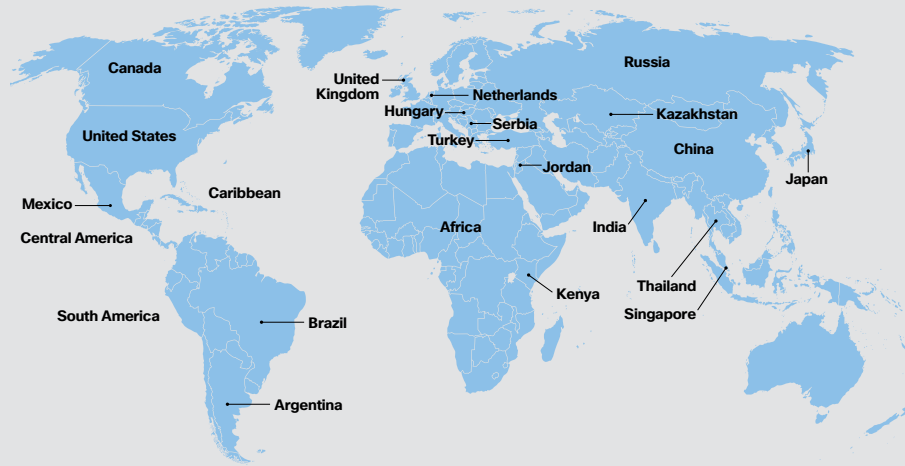 Canada
Russia
United
Kingdom
Netherlands
Hungary
Kazakhstan
Serbia
United States
Turkey
China
Jordan
Japan
Caribbean
Mexico
India
Africa
Central America
Thailand
Kenya
Singapore
South America
Brazil
Argentina